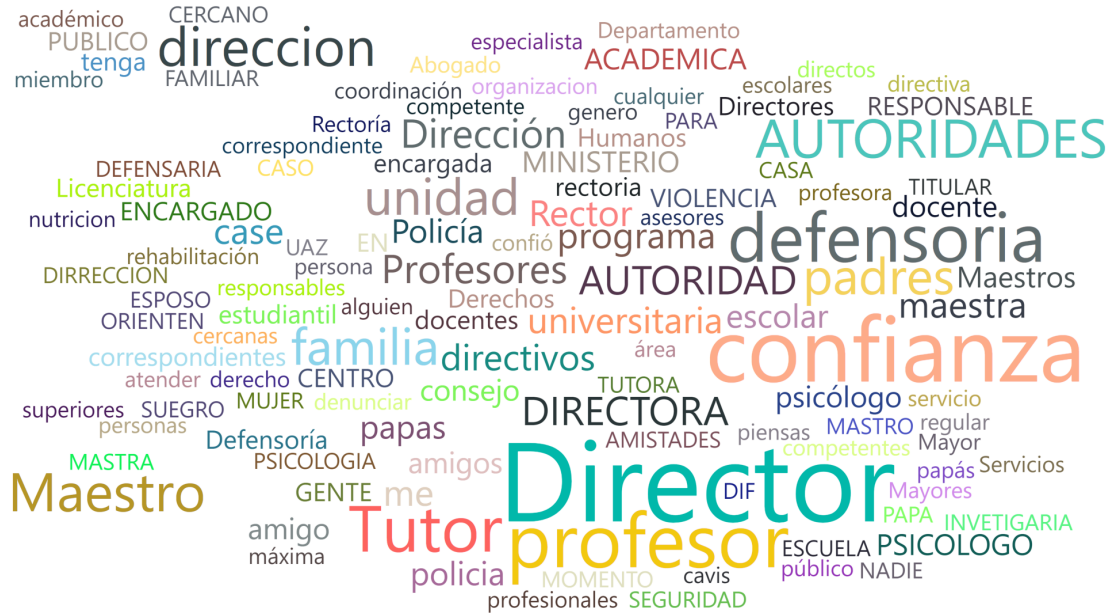 académico CERCANO
PUBLICO direccion especialista Departamento
tenga Abogado ACADEMICA directos
miembro FAMILIAR coordinación organizacion cualquier escolares directiva
competente genero PARA Directores RESPONSABLE
Rectoría Dirección Humanos AUTORIDADES
correspondiente encargada MINISTERIO
DEFENSARIA CASO CASA
Licenciatura unidad rectoria VIOLENCIA profesora TITULAR
nutricion ENCARGADO Rector asesores docente
case Policía programa defensoria
UAZ EN confió
rehabilitación persona Profesores AUTORIDAD padres Maestros
DIRRECCION responsables Derechos maestra
ESPOSO alguien
ORIENTEN estudiantil docentes universitaria escolar
cercanas familia directivos área confianza
correspondientes
atender derecho CENTRO consejo TUTORA psicólogo servicio
superiores SUEGRO MUJER denunciar DIRECTORA
personas Defensoría papas AMISTADES piensas MASTRO regular
competentes Mayor
MASTRA PSICOLOGIA amigos Director papás Servicios
Maestro GENTE me DIF Mayores
PAPA INVETIGARIA
amigo Tutor profesor ESCUELA PSICOLOGO
máxima policia MOMENTO cavis público NADIE
profesionales SEGURIDAD